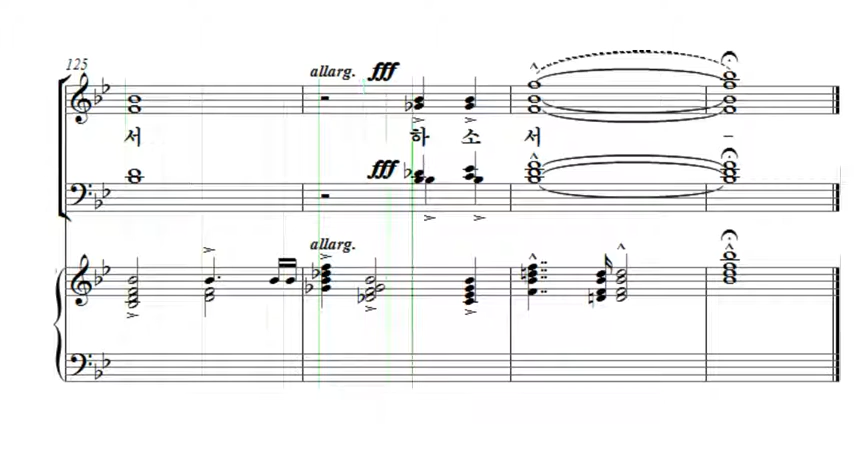 125
allarg. fff
서 하 소 서 -
fff
allarg.